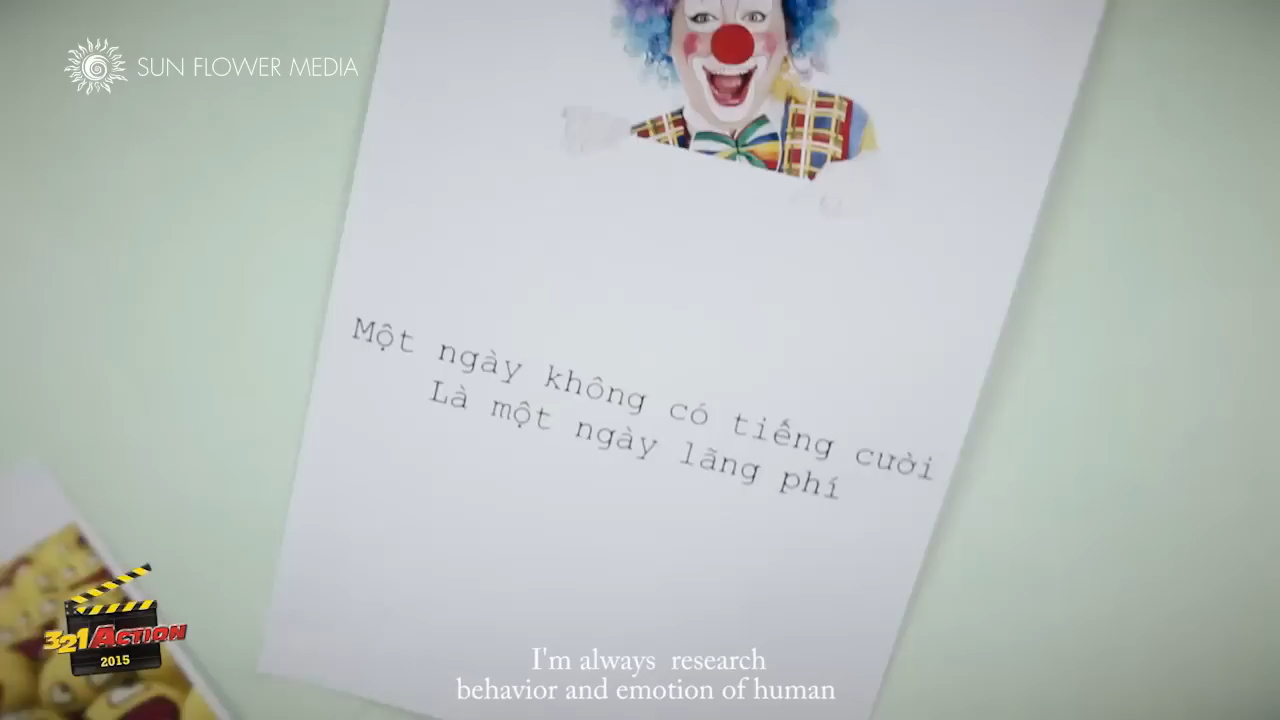 SUN FLOWER MEDIA
Một ngày không có tiếng cười
Là một ngày lãng phí
321 ACTION
2015
I'm always  research
behavior and emotion of human